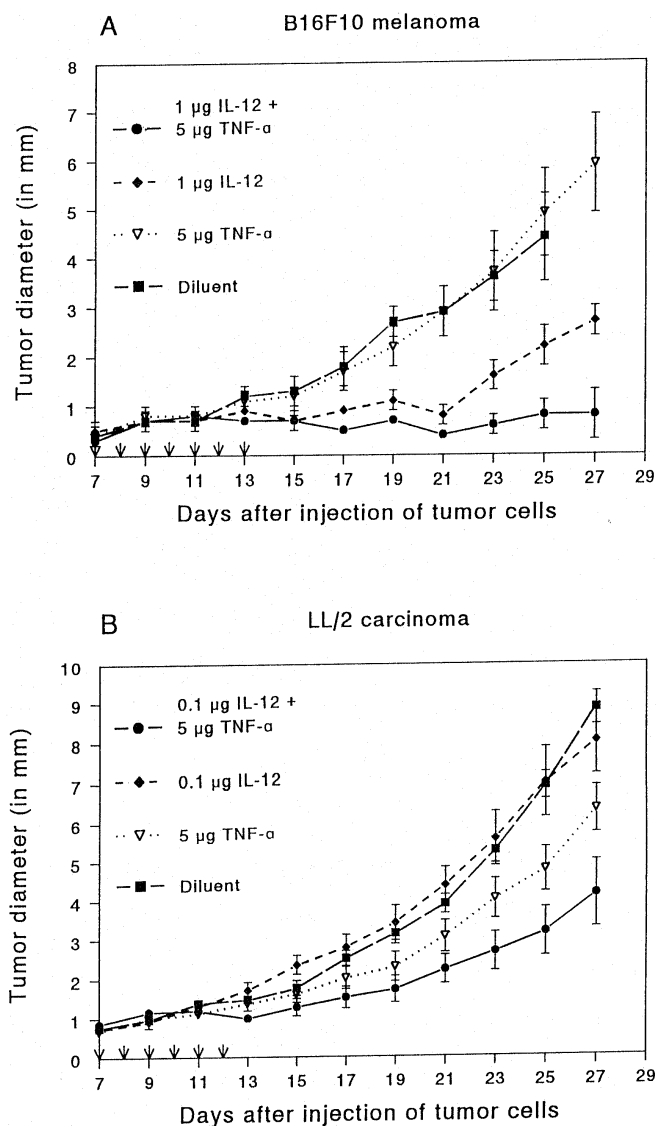 A
B16F10 melanoma
Tumor diameter (in mm)
8
7
6
5
4
3
2
1
0
1 µg IL-12 +
5 µg TNF-α
1 µg IL-12
5 µg TNF-α
Diluent
7 9 11 13 15 17 19 21 23 25 27 29
Days after injection of tumor cells
B
LL/2 carcinoma
Tumor diameter (in mm)
10
9
8
7
6
5
4
3
2
1
0
0.1 µg IL-12 +
5 µg TNF-α
0.1 µg IL-12
5 µg TNF-α
Diluent
7 9 11 13 15 17 19 21 23 25 27 29
Days after injection of tumor cells